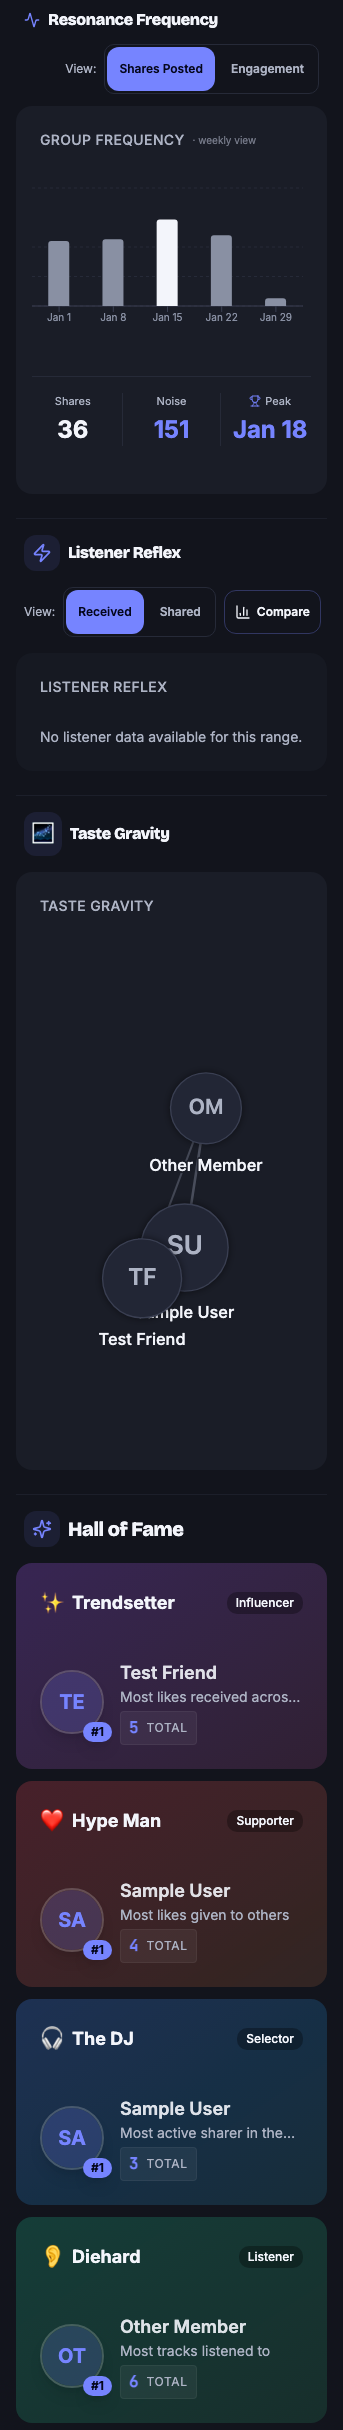 Resonance Frequency
View: Shares Posted Engagement
GROUP FREQUENCY · weekly view
Jan 1 Jan 8 Jan 15 Jan 22 Jan 29
Shares Noise Peak
36 151 Jan 18
Listener Reflex
View: Received Shared Compare
LISTENER REFLEX
No listener data available for this range.
Taste Gravity
TASTE GRAVITY
OM
Other Member
SU
TF
mple User
Test Friend
Hall of Fame
✨ Trendsetter Influencer
Test Friend
TE Most likes received acros...
#1 5 TOTAL
❤️ Hype Man Supporter
Sample User
SA Most likes given to others
#1 4 TOTAL
🎧 The DJ Selector
Sample User
SA Most active sharer in the...
#1 3 TOTAL
👂 Diehard Listener
Other Member
OT Most tracks listened to
#1 6 TOTAL